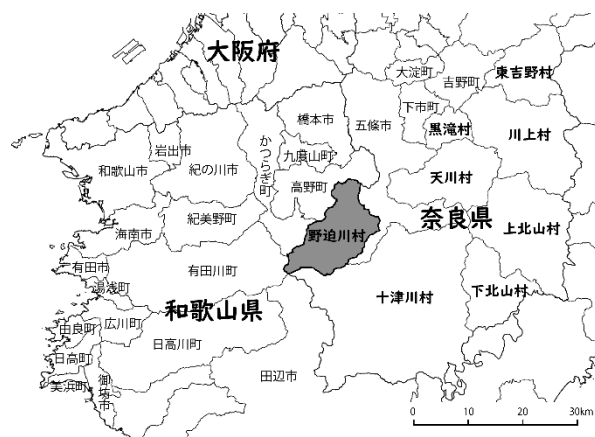 大阪府
大淀町
吉野町
東吉野村
橋本市
五條市
下市町
黒滝村
川上村
岩出市
かつらぎ町
九度山町
和歌山市
紀の川市
高野町
天川村
紀美野町
野迫川村
奈良県
上北山村
海南市
有田市
有田川町
湯浅町
十津川村
下北山村
和歌山県
広川町
由良町
日高川町
日高町
御坊市
美浜町
田辺市
0 10 20 30km